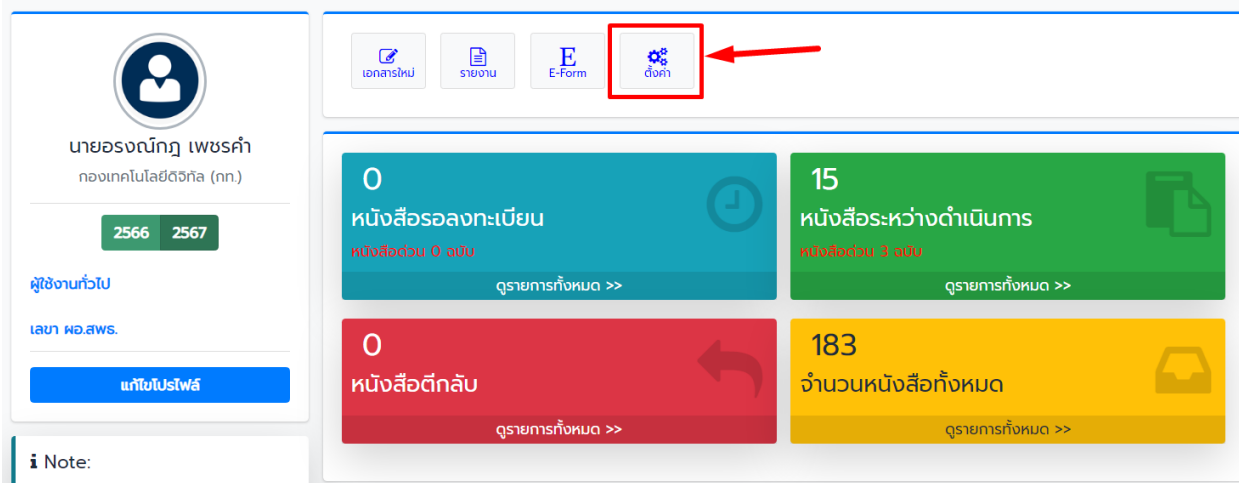 นายอรงณ์กฎ เพชรคำ
กองเทคโนโลยีดิจิทัล (กท.)
2566 2567
ผู้ใช้งานทั่วไป
เลขา ผอ.สพธ.
แก้ไขโปรไฟล์
i Note:
เอกสารใหม่
รายงาน
E
E-Form
ตั้งค่า
0
หนังสือรอลงทะเบียน
หนังสือด่วน 0 ฉบับ
ดูรายการทั้งหมด >>
15
หนังสือระหว่างดำเนินการ
หนังสือด่วน 3 ฉบับ
ดูรายการทั้งหมด >>
0
หนังสือตีกลับ
ดูรายการทั้งหมด >>
183
จำนวนหนังสือทั้งหมด
ดูรายการทั้งหมด >>